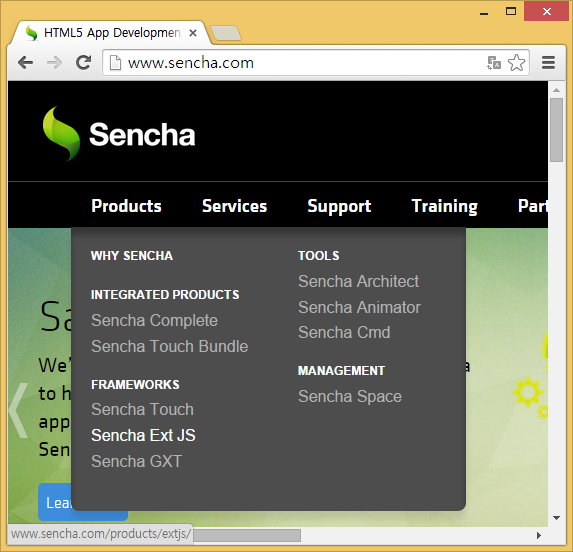 HTML5 App Development
www.sencha.com
Sencha
Products Services Support Training Part
WHY SENCHA
INTEGRATED PRODUCTS
Sencha Complete
Sencha Touch Bundle
FRAMEWORKS
Sencha Touch
Sencha Ext JS
Sencha GXT
TOOLS
Sencha Architect
Sencha Animator
Sencha Cmd
MANAGEMENT
Sencha Space
We'
to h
app
Sen
Lea
www.sencha.com/products/extjs/